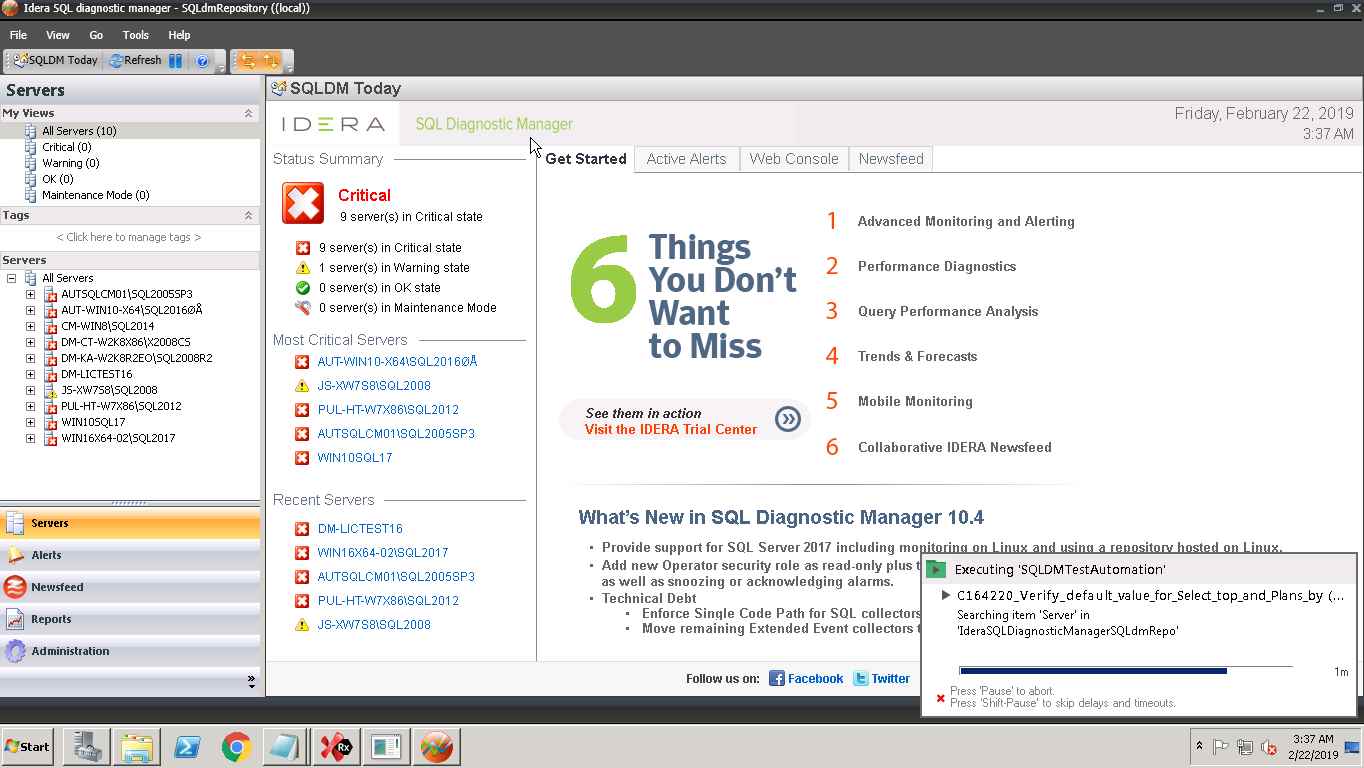 Idera SQL diagnostic manager - SQLdmRepository ((local))
File View Go Tools Help
SQLDM Today Refresh
Servers
My Views
All Servers (10)
Critical (0)
Warning (0)
OK (0)
Maintenance Mode (0)
Tags
< Click here to manage tags >
Servers
All Servers
AUTSQLCM01\SQL2005SP3
AUT-WIN10-X64\SQL2016ØÅ
CM-WIN8\SQL2014
DM-CT-W2K8X86\X2008CS
DM-KA-W2K8R2EO\SQL2008R2
DM-LICTEST16
JS-XW7S8\SQL2008
PUL-HT-W7X86\SQL2012
WIN10SQL17
WIN16X64-02\SQL2017
Servers
Alerts
Newsfeed
Reports
Administration
SQLDM Today
IDERA SQL Diagnostic Manager
Friday, February 22, 2019
3:37 AM
Status Summary
Critical
9 server(s) in Critical state
9 server(s) in Critical state
1 server(s) in Warning state
0 server(s) in OK state
0 server(s) in Maintenance Mode
Most Critical Servers
AUT-WIN10-X64\SQL2016ØÅ
JS-XW7S8\SQL2008
PUL-HT-W7X86\SQL2012
AUTSQLCM01\SQL2005SP3
WIN10SQL17
Recent Servers
DM-LICTEST16
WIN16X64-02\SQL2017
AUTSQLCM01\SQL2005SP3
PUL-HT-W7X86\SQL2012
JS-XW7S8\SQL2008
Get Started Active Alerts Web Console Newsfeed
6 Things
You Don't
Want
to Miss
See them in action
Visit the IDERA Trial Center
1 Advanced Monitoring and Alerting
2 Performance Diagnostics
3 Query Performance Analysis
4 Trends & Forecasts
5 Mobile Monitoring
6 Collaborative IDERA Newsfeed
What's New in SQL Diagnostic Manager 10.4
• Provide support for SQL Server 2017 including monitoring on Linux and using a repository hosted on Linux.
• Add new Operator security role as read-only plus
as well as snoozing or acknowledging alarms.
• Technical Debt
• Enforce Single Code Path for SQL collectors
• Move remaining Extended Event collectors
Follow us on: Facebook Twitter
Executing 'SQLDMTestAutomation'
C164220_Verify_default_value_for_Select_top_and_Plans_by (...
Searching item 'Server' in
'IderaSQLDiagnosticManagerSQLdmRepo'
1m
Press 'Pause' to abort.
Press 'Shift-Pause' to skip delays and timeouts.
Start
Rx
3:37 AM
2/22/2019